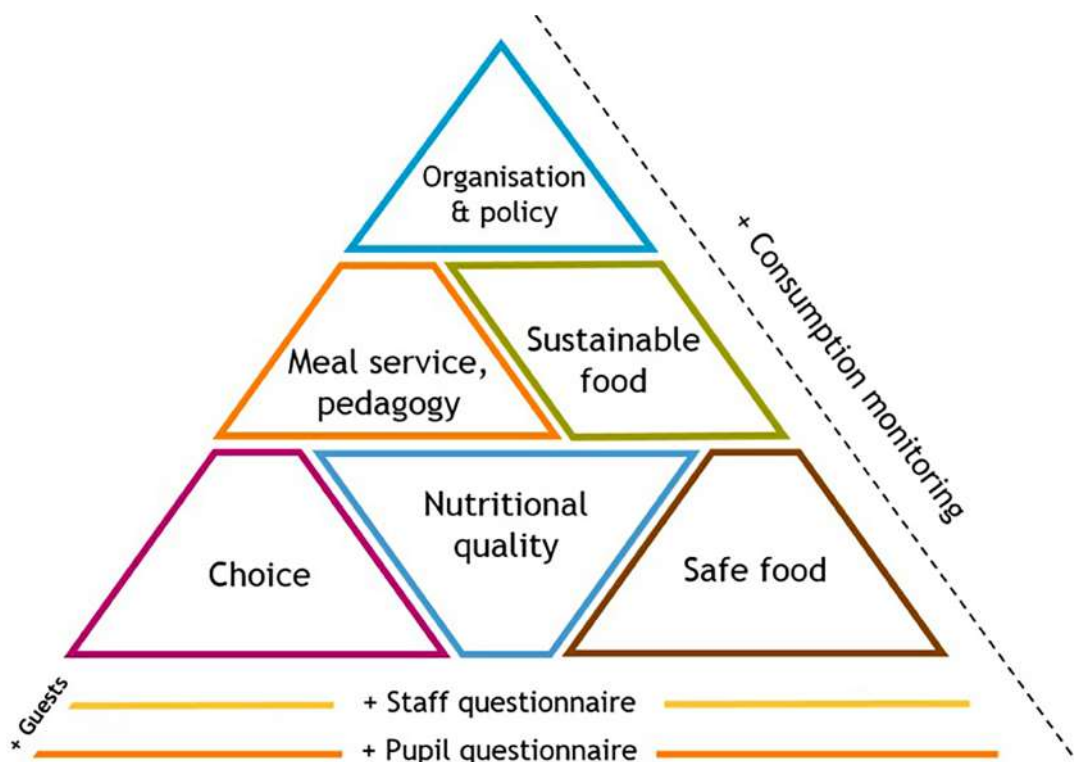 Organisation
& policy
+ Consumption monitoring
Meal service,
pedagogy
Sustainable
food
Choice
Nutritional
quality
Safe food
+ Guests
+ Staff questionnaire
+ Pupil questionnaire